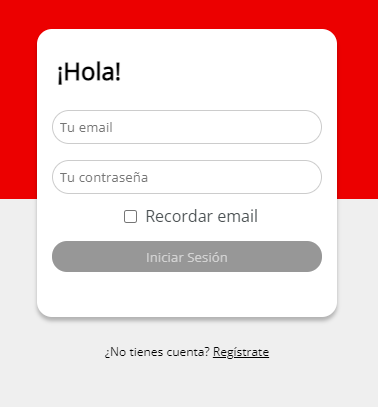 ¡Hola!
Tu email
Tu contraseña
Recordar email
Iniciar Sesión
¿No tienes cuenta? Regístrate